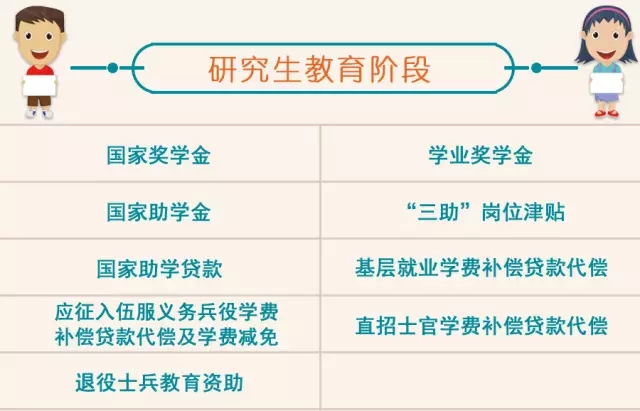 研究生教育阶段
国家奖学金
学业奖学金
国家助学金
“三助”岗位津贴
国家助学贷款
基层就业学费补偿贷款代偿
应征入伍服义务兵役学费
补偿贷款代偿及学费减免
直招士官学费补偿贷款代偿
退役士兵教育资助